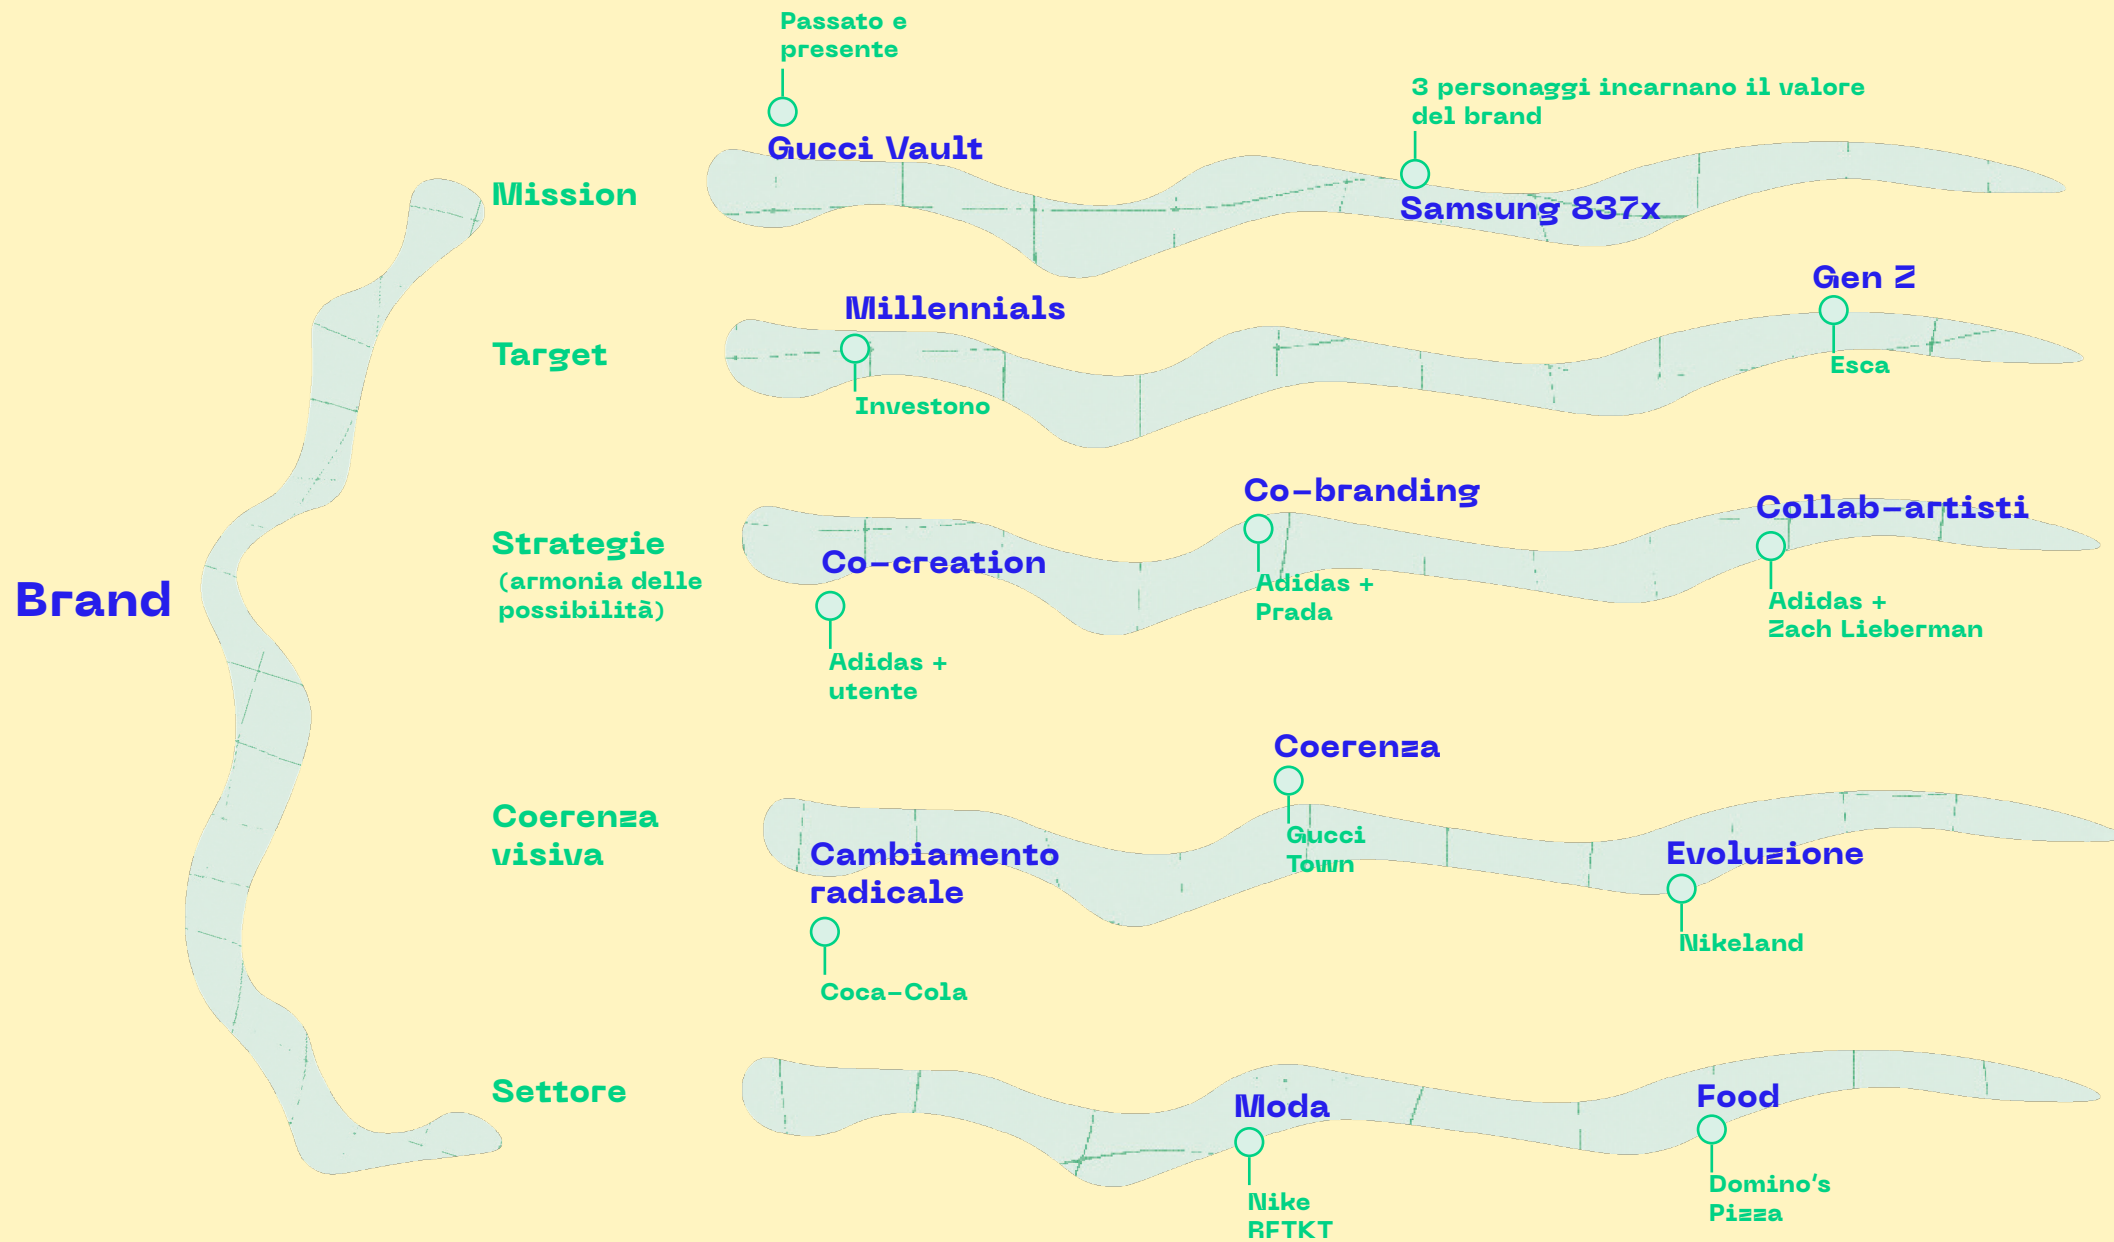 Brand
Mission
Passato e
presente
Gucci Vault
3 personaggi incarnano il valore
del brand
Samsung 837x
Target
Millennials
Investono
Gen Z
Esca
Strategie
(armonia delle
possibilità)
Co-creation
Adidas +
utente
Co-branding
Adidas +
Prada
Collab-artisti
Adidas +
Zach Lieberman
Coerenza
visiva
Cambiamento
radicale
Coca-Cola
Coerenza
Gucci
Town
Evoluzione
Nikeland
Settore
Moda
Nike
RFTKT
Food
Domino's
Pizza